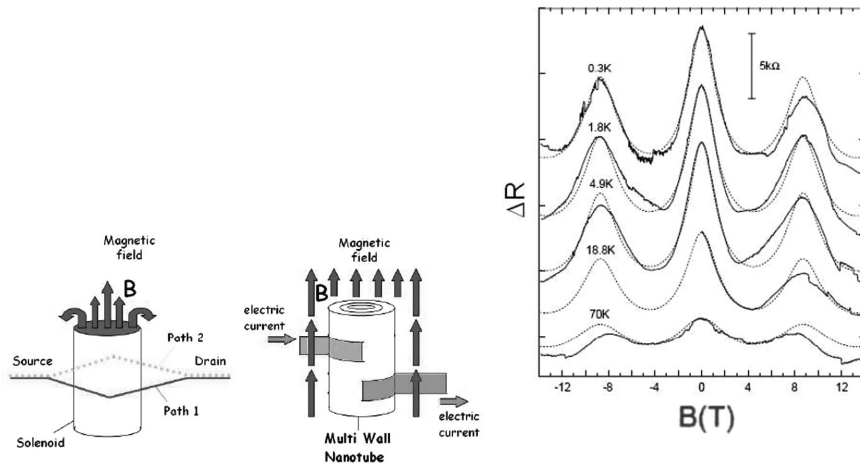 Magnetic
field
B
Path 2
Source
Drain
Path 1
Solenoid
Magnetic
field
B
electric
current
electric
current
Multi Wall
Nanotube
0.3K
5kΩ
1.8K
4.9K
18.8K
70K
ΔR
-12 -8 -4 0 4 8 12
B(T)